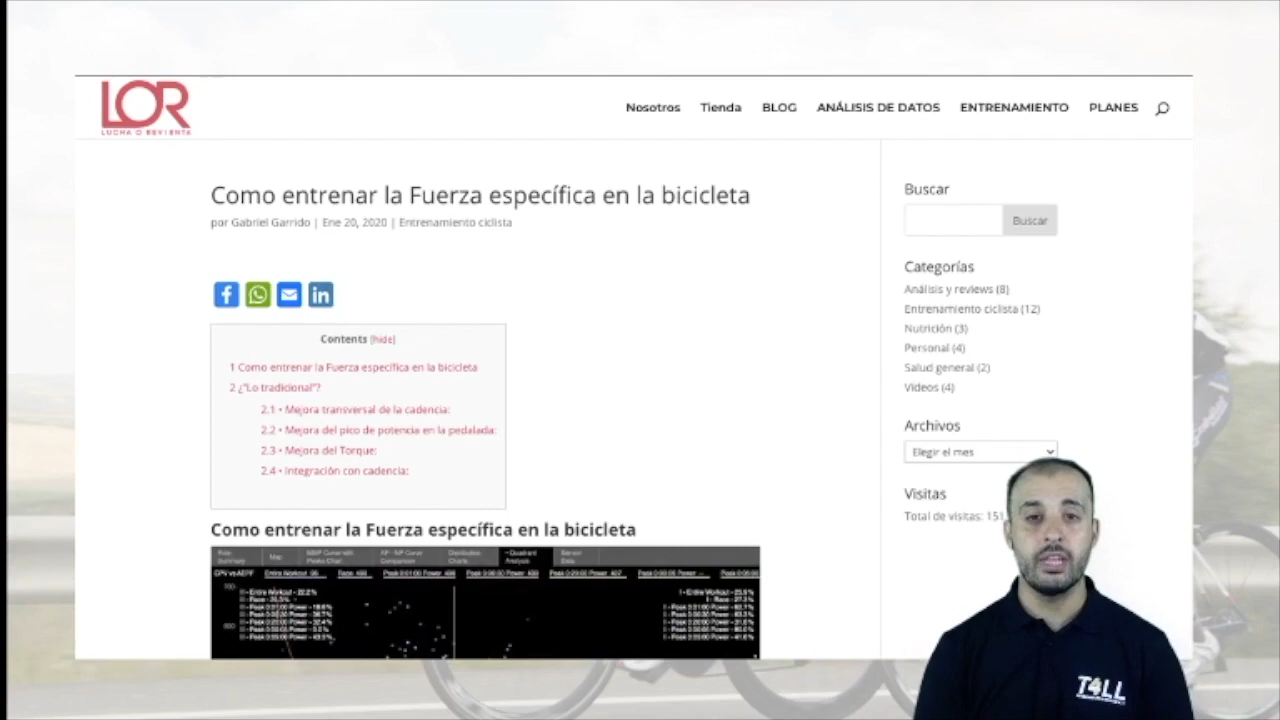 LOR
LUCHA O REVIENTA
Nosotros Tienda BLOG ANÁLISIS DE DATOS ENTRENAMIENTO PLANES
Como entrenar la Fuerza específica en la bicicleta
por Gabriel Garrido | Ene 20, 2020 | Entrenamiento ciclista
Contents [hide]
1 Como entrenar la Fuerza específica en la bicicleta
2 ¿"Lo tradicional"?
2.1 • Mejora transversal de la cadencia:
2.2 • Mejora del pico de potencia en la pedalada:
2.3 • Mejora del Torque:
2.4 • Integración con cadencia:
Como entrenar la Fuerza específica en la bicicleta
Map
Quadrant
Analysis
Buscar
Buscar
Categorías
Análisis y reviews (8)
Entrenamiento ciclista (12)
Nutrición (3)
Personal (4)
Salud general (2)
Videos (4)
Archivos
Elegir el mes
Visitas
Total de visitas: 151
T4LL